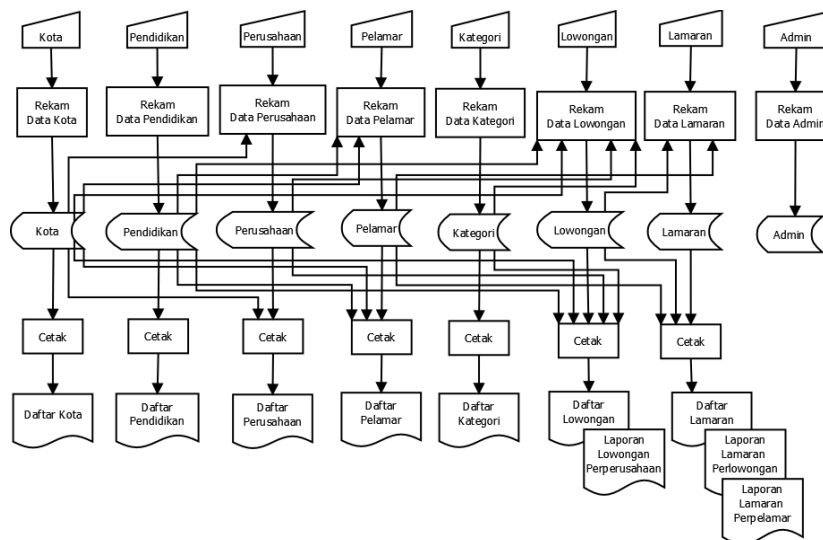 Kota
Pendidikan
Perusahaan
Pelamar
Kategori
Lowongan
Lamaran
Admin
Rekam
Data Kota
Rekam
Data Pendidikan
Rekam
Data Perusahaan
Rekam
Data Pelamar
Rekam
Data Kategori
Rekam
Data Lowongan
Rekam
Data Lamaran
Rekam
Data Admin
Kota
Pendidikan
Perusahaan
Pelamar
Kategori
Lowongan
Lamaran
Admin
Cetak
Cetak
Cetak
Cetak
Cetak
Cetak
Cetak
Daftar Kota
Daftar
Pendidikan
Daftar
Perusahaan
Daftar
Pelamar
Daftar
Kategori
Daftar
Lowongan
Laporan
Lowongan
Perperusahaan
Daftar
Lamaran
Laporan
Lamaran
Perlowongan
Laporan
Lamaran
Perpelamar